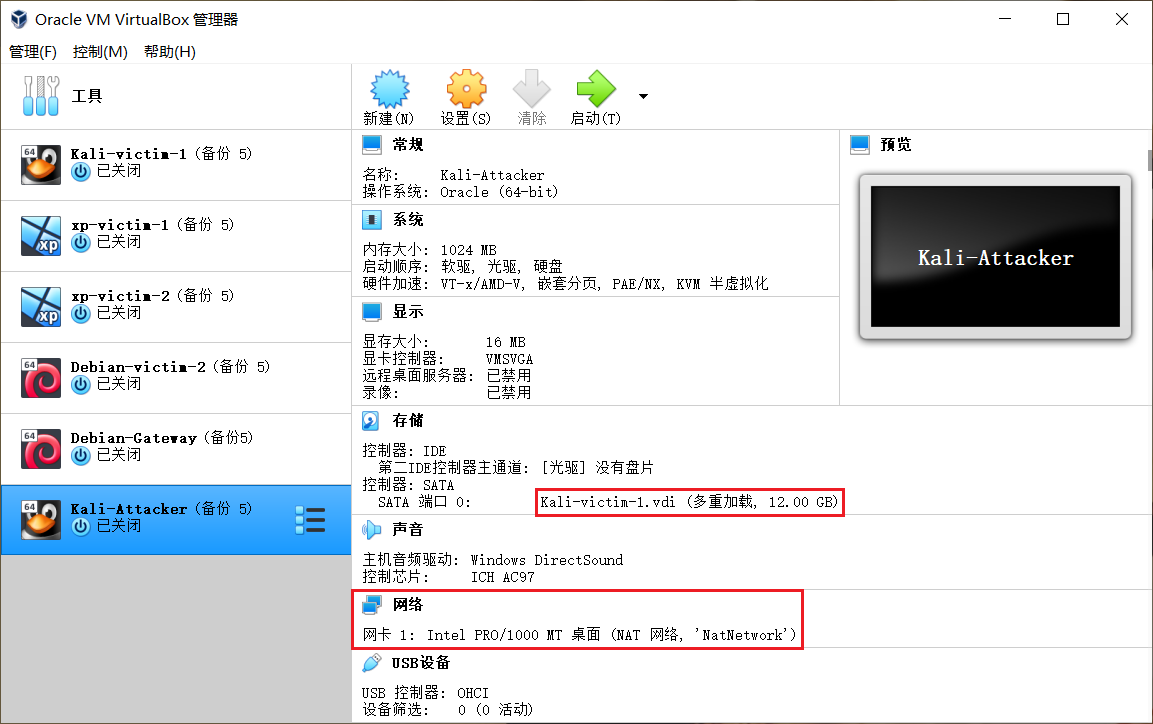 Oracle VM VirtualBox 管理器
管理(F) 控制(M) 帮助(H)
工具
新建(N) 设置(S) 清除 启动(T)
64
Kali-victim-1 (备份 5)
已关闭
xp
xp-victim-1 (备份 5)
已关闭
xp
xp-victim-2 (备份 5)
已关闭
64
Debian-victim-2 (备份 5)
已关闭
64
Debian-Gateway (备份5)
已关闭
64
Kali-Attacker (备份 5)
已关闭
常规
名称: Kali-Attacker
操作系统: Oracle (64-bit)
系统
内存大小: 1024 MB
启动顺序: 软驱, 光驱, 硬盘
硬件加速: VT-x/AMD-V, 嵌套分页, PAE/NX, KVM 半虚拟化
显示
显存大小: 16 MB
显卡控制器: VMSVGA
远程桌面服务器: 已禁用
录像: 已禁用
预览
Kali-Attacker
存储
控制器: IDE
第二IDE控制器主通道: [光驱] 没有盘片
控制器: SATA
SATA 端口 0: Kali-victim-1.vdi (多重加载, 12.00 GB)
声音
主机音频驱动: Windows DirectSound
控制芯片: ICH AC97
网络
网卡 1: Intel PRO/1000 MT 桌面 (NAT 网络, 'NatNetwork')
USB设备
USB 控制器: OHCI
设备筛选: 0 (0 活动)